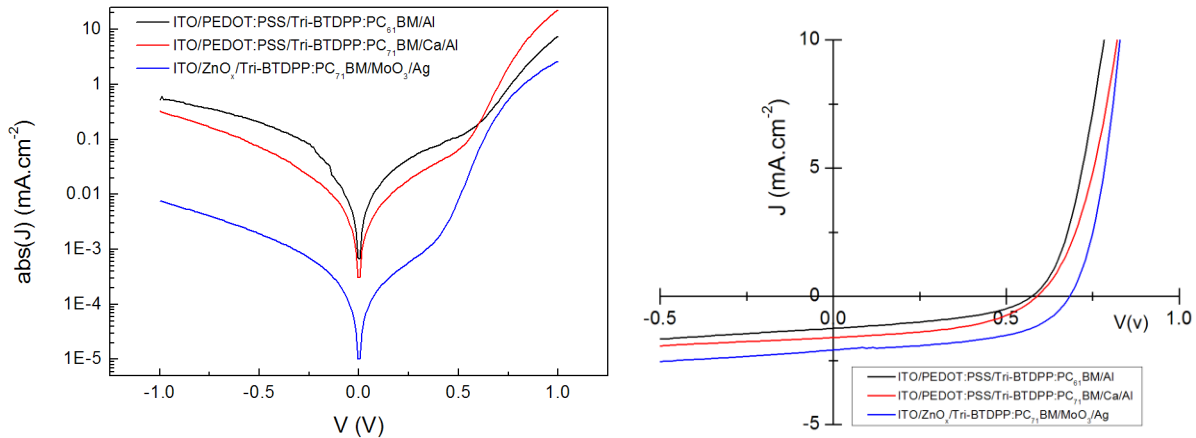 ITO/PEDOT:PSS/Tri-BTDPP:PC61BM/Al
ITO/PEDOT:PSS/Tri-BTDPP:PC71BM/Ca/Al
ITO/ZnOx/Tri-BTDPP:PC71BM/MoO3/Ag
10
1
0.1
0.01
1E-3
1E-4
1E-5
abs(J) (mA.cm-2)
-1.0
-0.5
0.0
0.5
1.0
V (V)
10
5
0
-5
J (mA.cm-2)
-0.5
0.0
0.5
1.0
V(v)
ITO/PEDOT:PSS/Tri-BTDPP:PC61BM/Al
ITO/PEDOT:PSS/Tri-BTDPP:PC71BM/Ca/Al
ITO/ZnOx/Tri-BTDPP:PC71BM/MoO3/Ag